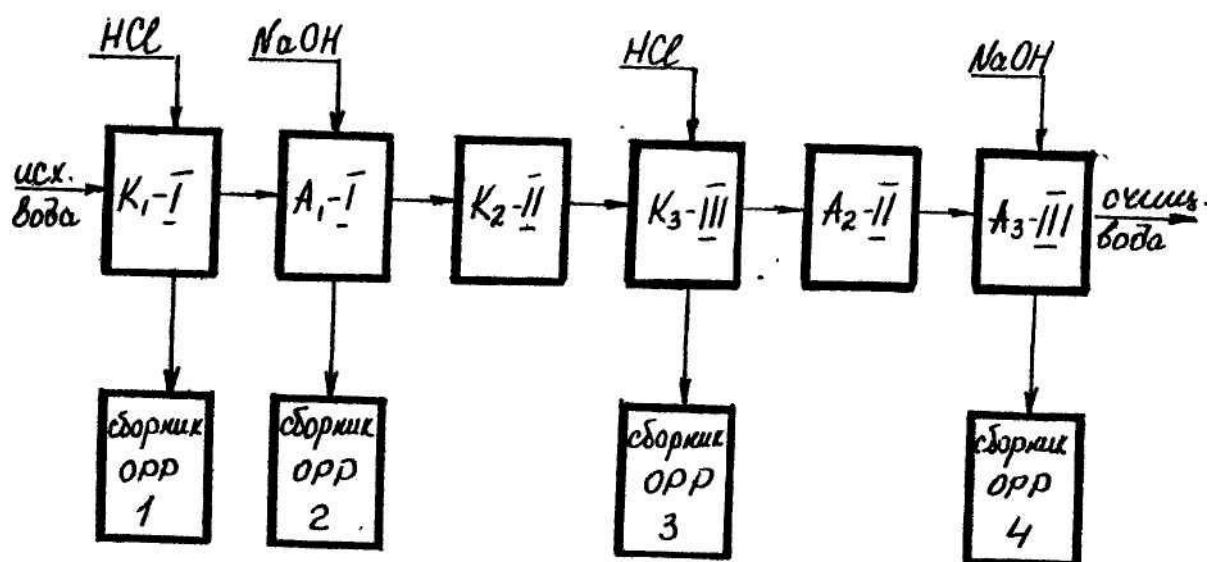 HCl
NaOH
HCl
NaOH
исх.
вода
K₁-I
A₁-I
K₂-II
K₃-III
A₂-II
A₃-III
очищ.
вода
сборник
ОРР
1
сборник
ОРР
2
сборник
ОРР
3
сборник
ОРР
4